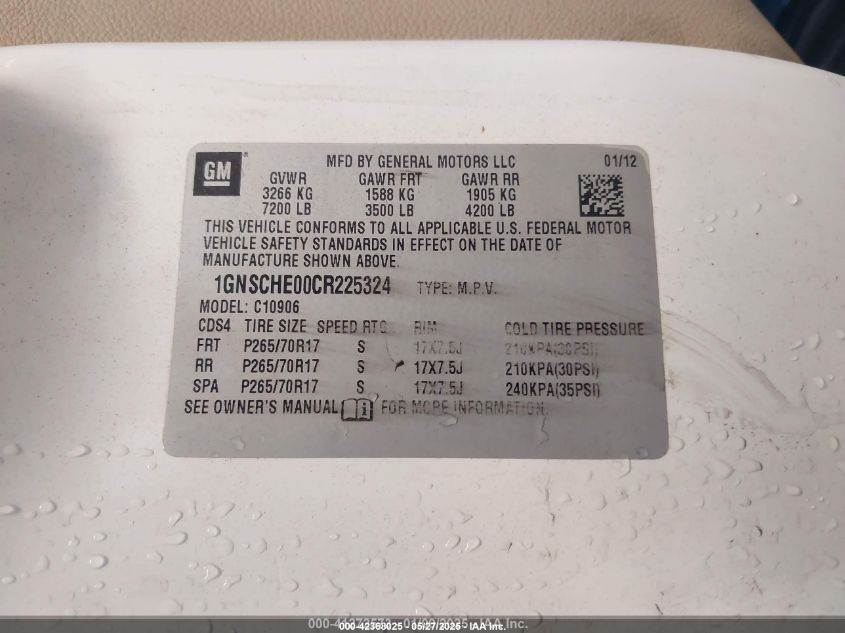 GM
MFD BY GENERAL MOTORS LLC 01/12
GVWR GAWR FRT GAWR RR
3266 KG 1588 KG 1905 KG
7200 LB 3500 LB 4200 LB
THIS VEHICLE CONFORMS TO ALL APPLICABLE U.S. FEDERAL MOTOR
VEHICLE SAFETY STANDARDS IN EFFECT ON THE DATE OF
MANUFACTURE SHOWN ABOVE.
1GNSCHE00CR225324 TYPE: M.P.V.
MODEL: C10906
CDS4 TIRE SIZE SPEED RTG RIM COLD TIRE PRESSURE
FRT P265/70R17 S 17X7.5J 210KPA(30PSI)
RR P265/70R17 S 17X7.5J 210KPA(30PSI)
SPA P265/70R17 S 17X7.5J 240KPA(35PSI)
SEE OWNER'S MANUAL FOR MORE INFORMATION.
000-42368025 05/27/2025 IAA Inc.